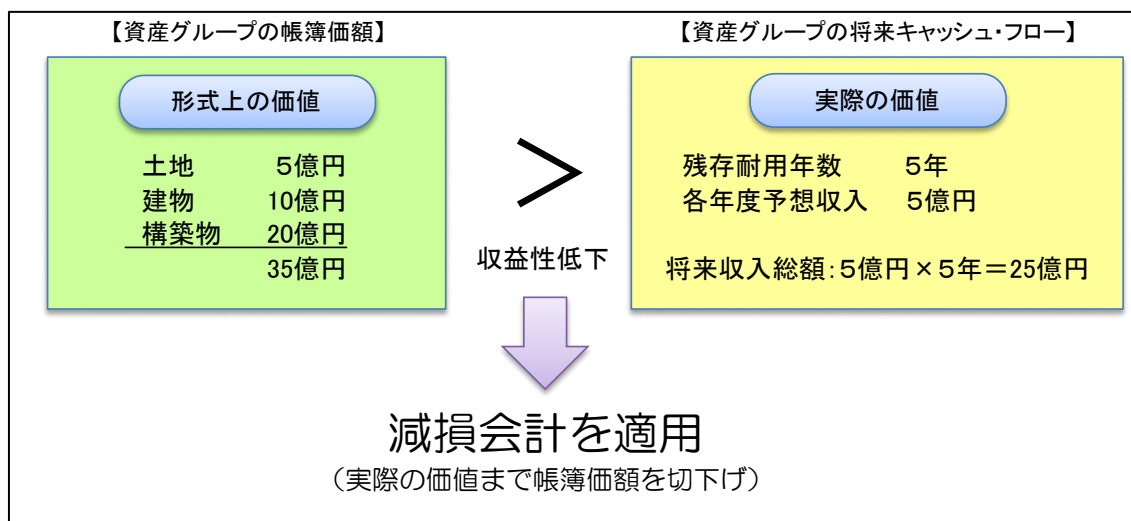 【資産グループの帳簿価額】
形式上の価値
土地 ５億円
建物 10億円
構築物 20億円
35億円
＞
収益性低下
【資産グループの将来キャッシュ・フロー】
実際の価値
残存耐用年数 ５年
各年度予想収入 ５億円
将来収入総額：５億円×５年＝25億円
減損会計を適用
（実際の価値まで帳簿価額を切下げ）